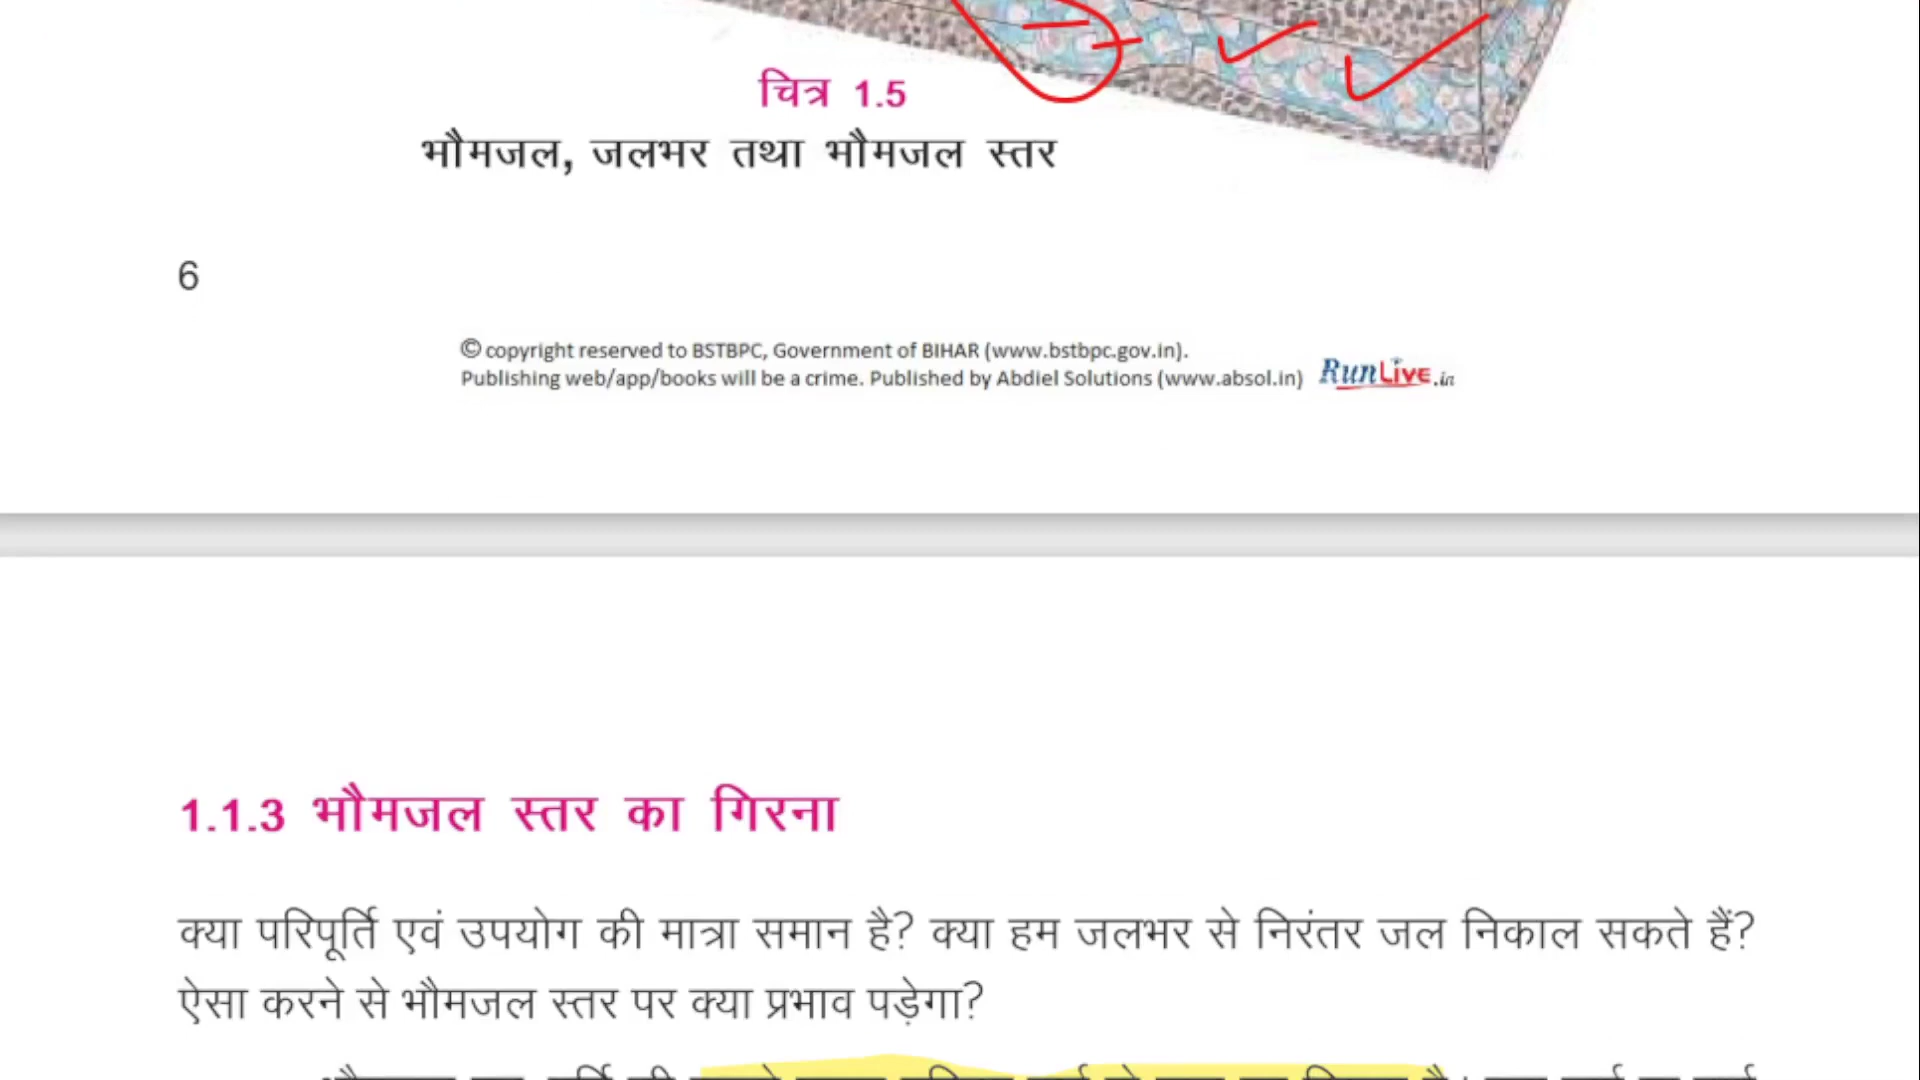 चित्र 1.5
भौमजल, जलभर तथा भौमजल स्तर
6
© copyright reserved to BSTBPC, Government of BIHAR (www.bstbpc.gov.in).
Publishing web/app/books will be a crime. Published by Abdiel Solutions (www.absol.in) RunLive.in
1.1.3 भौमजल स्तर का गिरना
क्या परिपूर्ति एवं उपयोग की मात्रा समान है? क्या हम जलभर से निरंतर जल निकाल सकते हैं?
ऐसा करने से भौमजल स्तर पर क्या प्रभाव पड़ेगा?